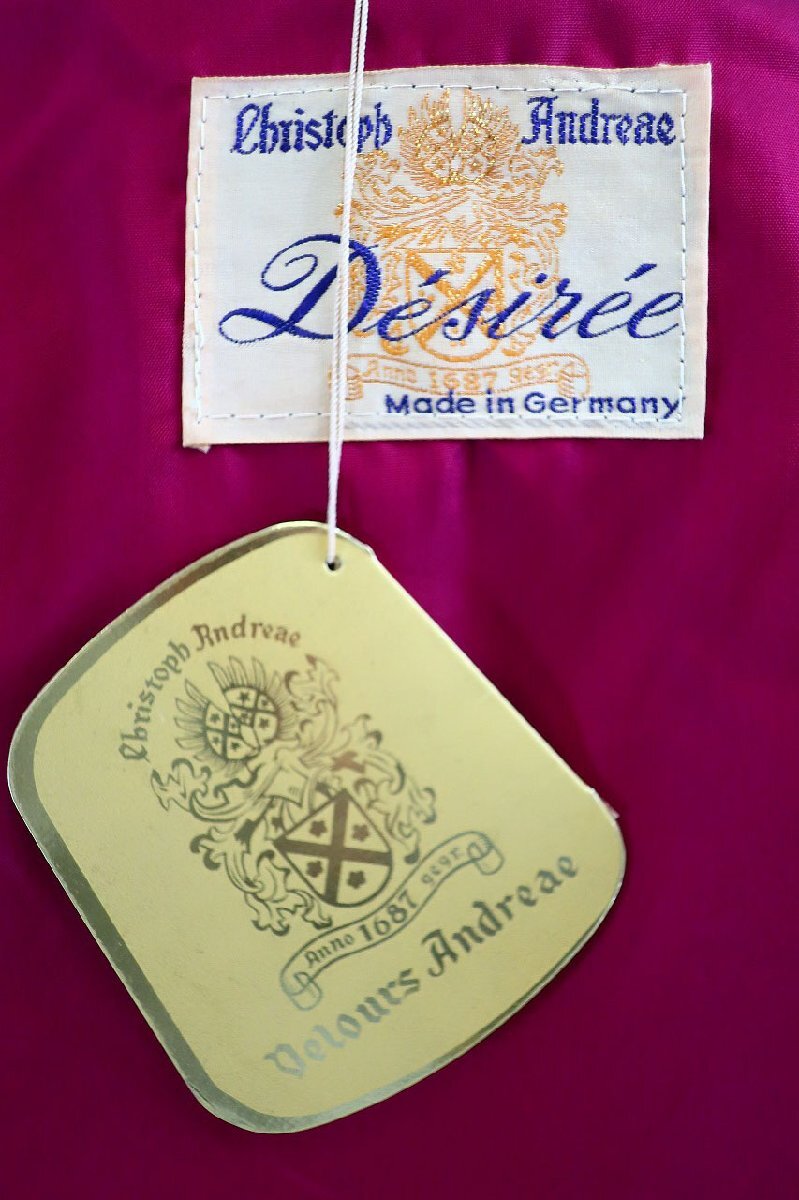 Christoph Andreae
Désirée
Anno 1687 gegr.
Made in Germany
Christoph Andreae
Anno 1687 gegr.
Velours Andreae